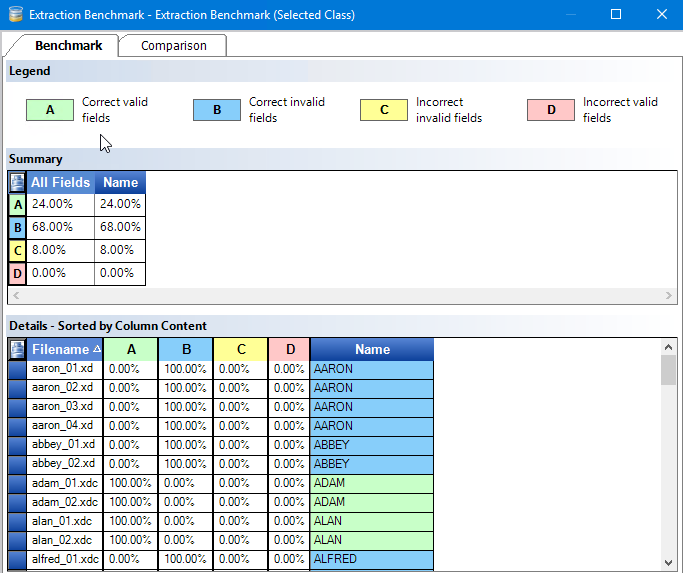 Extraction Benchmark - Extraction Benchmark (Selected Class)
Benchmark Comparison
Legend
A Correct valid fields B Correct invalid fields C Incorrect invalid fields D Incorrect valid fields
Summary
All Fields Name
A 24.00% 24.00%
B 68.00% 68.00%
C 8.00% 8.00%
D 0.00% 0.00%
Details - Sorted by Column Content
Filename A B C D Name
aaron_01.xd 0.00% 100.00% 0.00% 0.00% AARON
aaron_02.xd 0.00% 100.00% 0.00% 0.00% AARON
aaron_03.xd 0.00% 100.00% 0.00% 0.00% AARON
aaron_04.xd 0.00% 100.00% 0.00% 0.00% AARON
abbey_01.xd 0.00% 100.00% 0.00% 0.00% ABBEY
abbey_02.xd 0.00% 100.00% 0.00% 0.00% ABBEY
adam_01.xdc 100.00% 0.00% 0.00% 0.00% ADAM
adam_02.xdc 100.00% 0.00% 0.00% 0.00% ADAM
alan_01.xdc 100.00% 0.00% 0.00% 0.00% ALAN
alan_02.xdc 100.00% 0.00% 0.00% 0.00% ALAN
alfred_01.xdc 0.00% 100.00% 0.00% 0.00% ALFRED